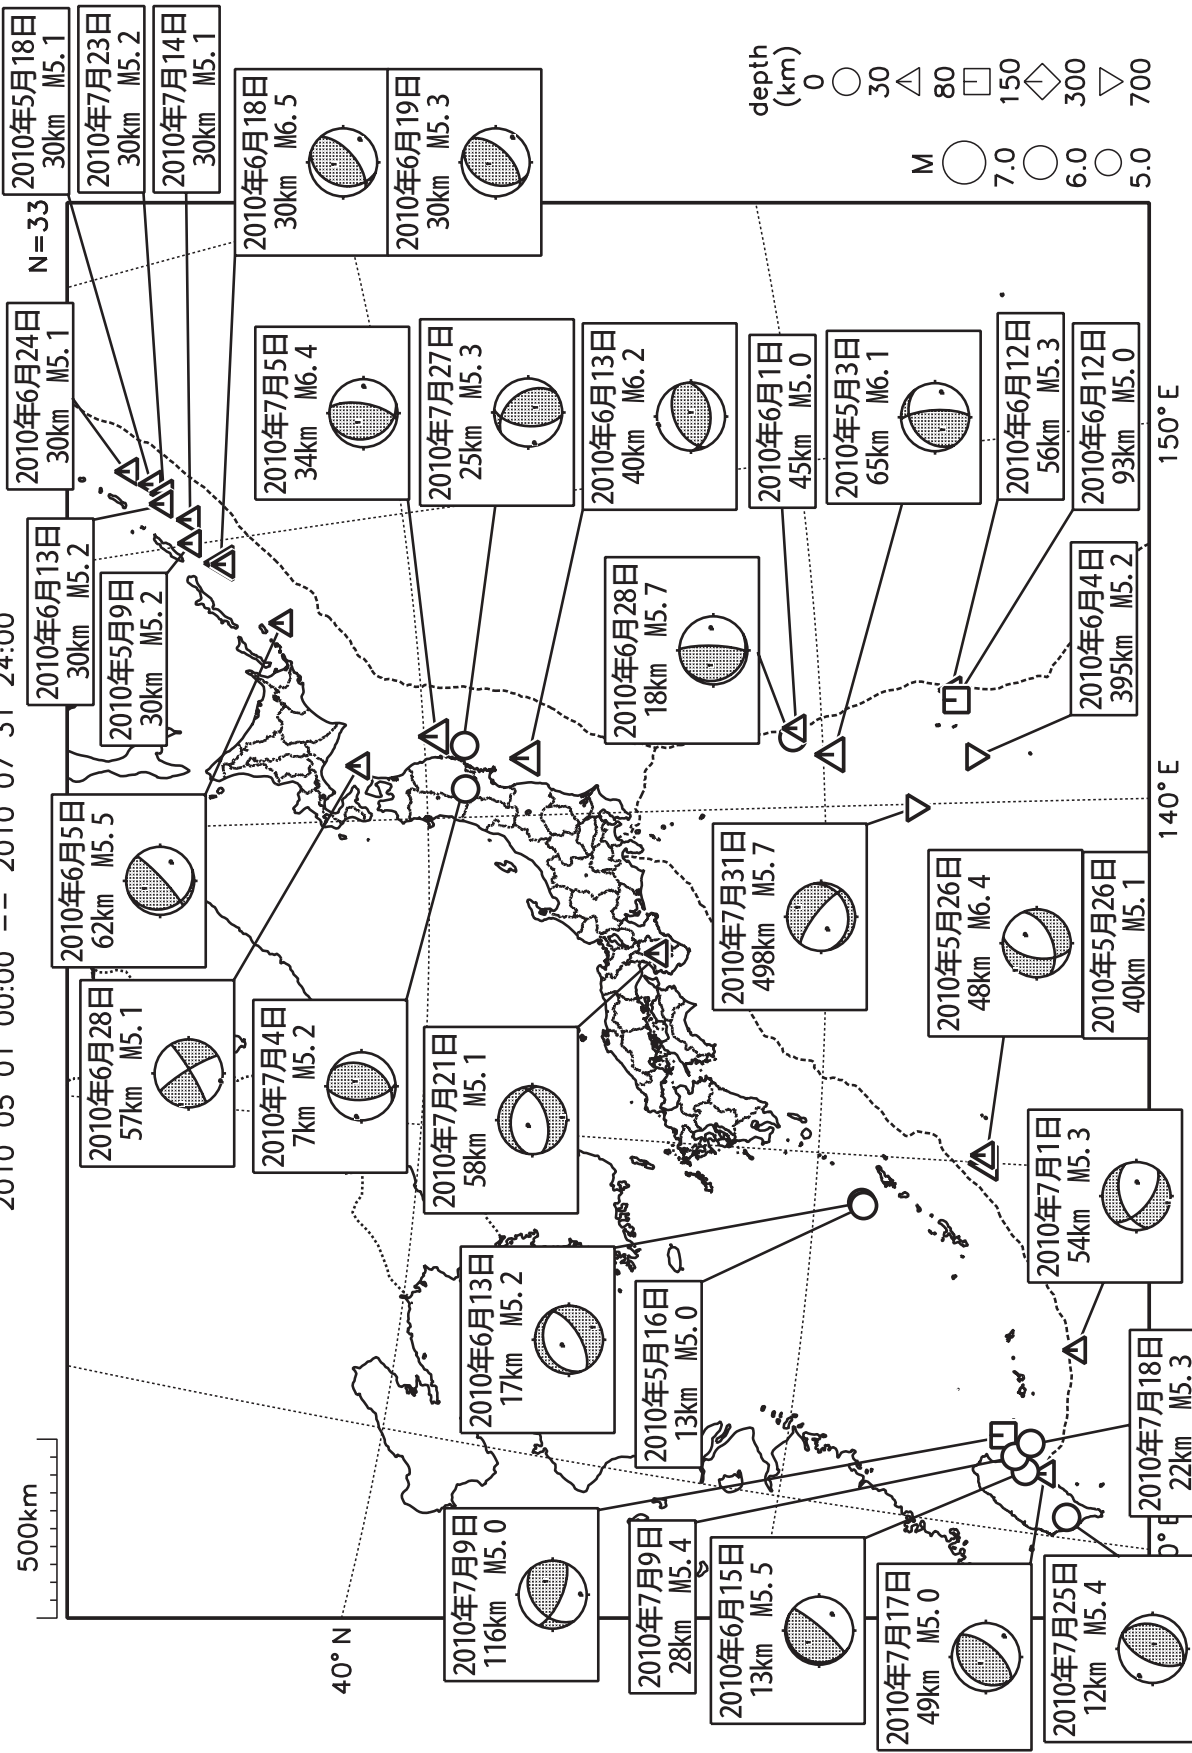 2010 05 01 00:00 -- 2010 07 31 24:00
500km
N=33
2010年5月18日
30km M5.1
2010年6月24日
30km M5.1
2010年6月13日
30km M5.2
2010年7月23日
30km M5.2
2010年6月5日
62km M5.5
2010年6月28日
57km M5.1
2010年5月9日
30km M5.2
2010年7月14日
30km M5.1
2010年6月18日
30km M6.5
2010年6月19日
30km M5.3
2010年7月4日
7km M5.2
2010年7月5日
34km M6.4
40°N
2010年7月21日
58km M5.1
2010年7月27日
25km M5.3
2010年7月9日
116km M5.0
2010年6月13日
17km M5.2
2010年6月13日
40km M6.2
2010年6月28日
18km M5.7
2010年7月9日
28km M5.4
2010年5月16日
13km M5.0
2010年6月15日
13km M5.5
2010年7月31日
498km M5.7
2010年6月1日
45km M5.0
2010年5月3日
65km M6.1
2010年7月17日
49km M5.0
2010年5月26日
48km M6.4
2010年5月26日
40km M5.1
2010年6月12日
56km M5.3
2010年6月12日
93km M5.0
2010年6月4日
395km M5.2
2010年7月1日
54km M5.3
2010年7月25日
12km M5.4
2010年7月18日
22km M5.3
0°E
140°E
150°E
depth
(km)
0
30
80
150
300
700
M
7.0
6.0
5.0